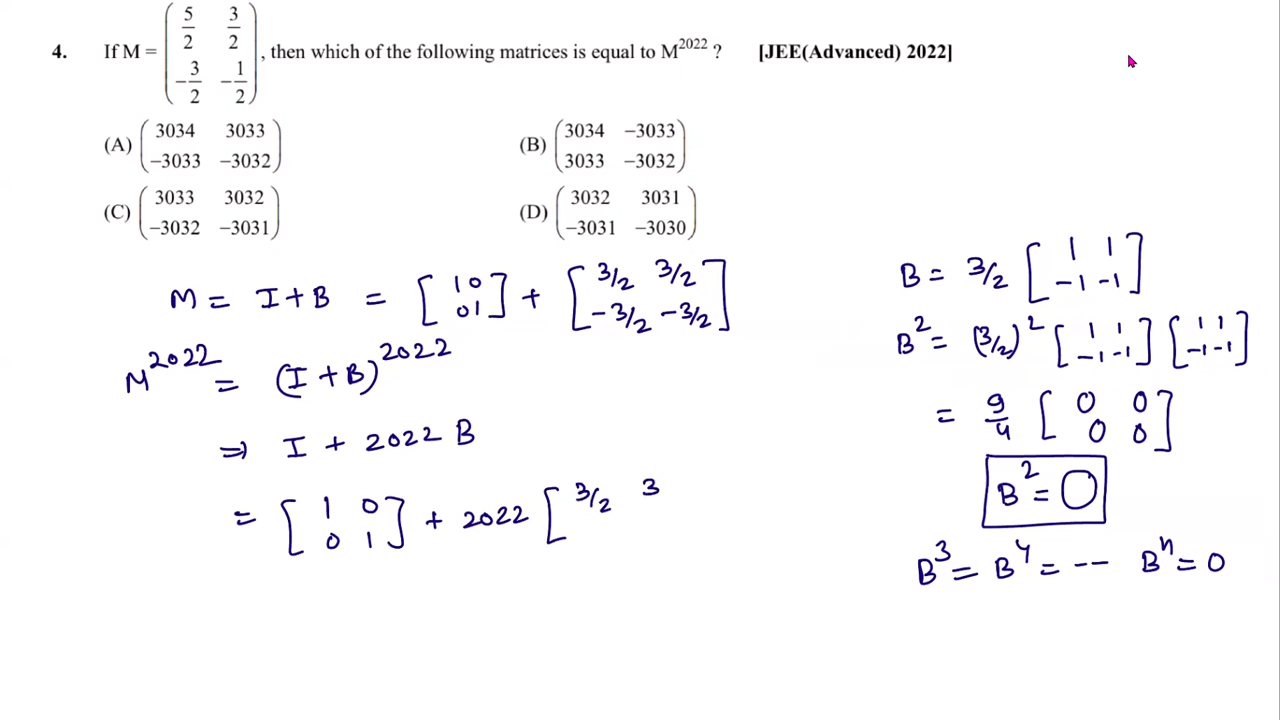 4. If M = (5/2 3/2 -3/2 -1/2), then which of the following matrices is equal to M^2022 ? [JEE(Advanced) 2022]
(A) (3034 3033 -3033 -3032) (B) (3034 -3033 3033 -3032)
(C) (3033 3032 -3032 -3031) (D) (3032 3031 -3031 -3030)
M = I + B = [1 0 0 1] + [3/2 3/2 -3/2 -3/2]
M^2022 = (I + B)^2022
⇒ I + 2022 B
= [1 0 0 1] + 2022 [3/2 3
B = 3/2 [1 1 -1 -1]
B^2 = (3/2)^2 [1 1 -1 -1] [1 1 -1 -1]
= 9/4 [0 0 0 0]
B^2 = O
B^3 = B^4 = -- B^n = 0